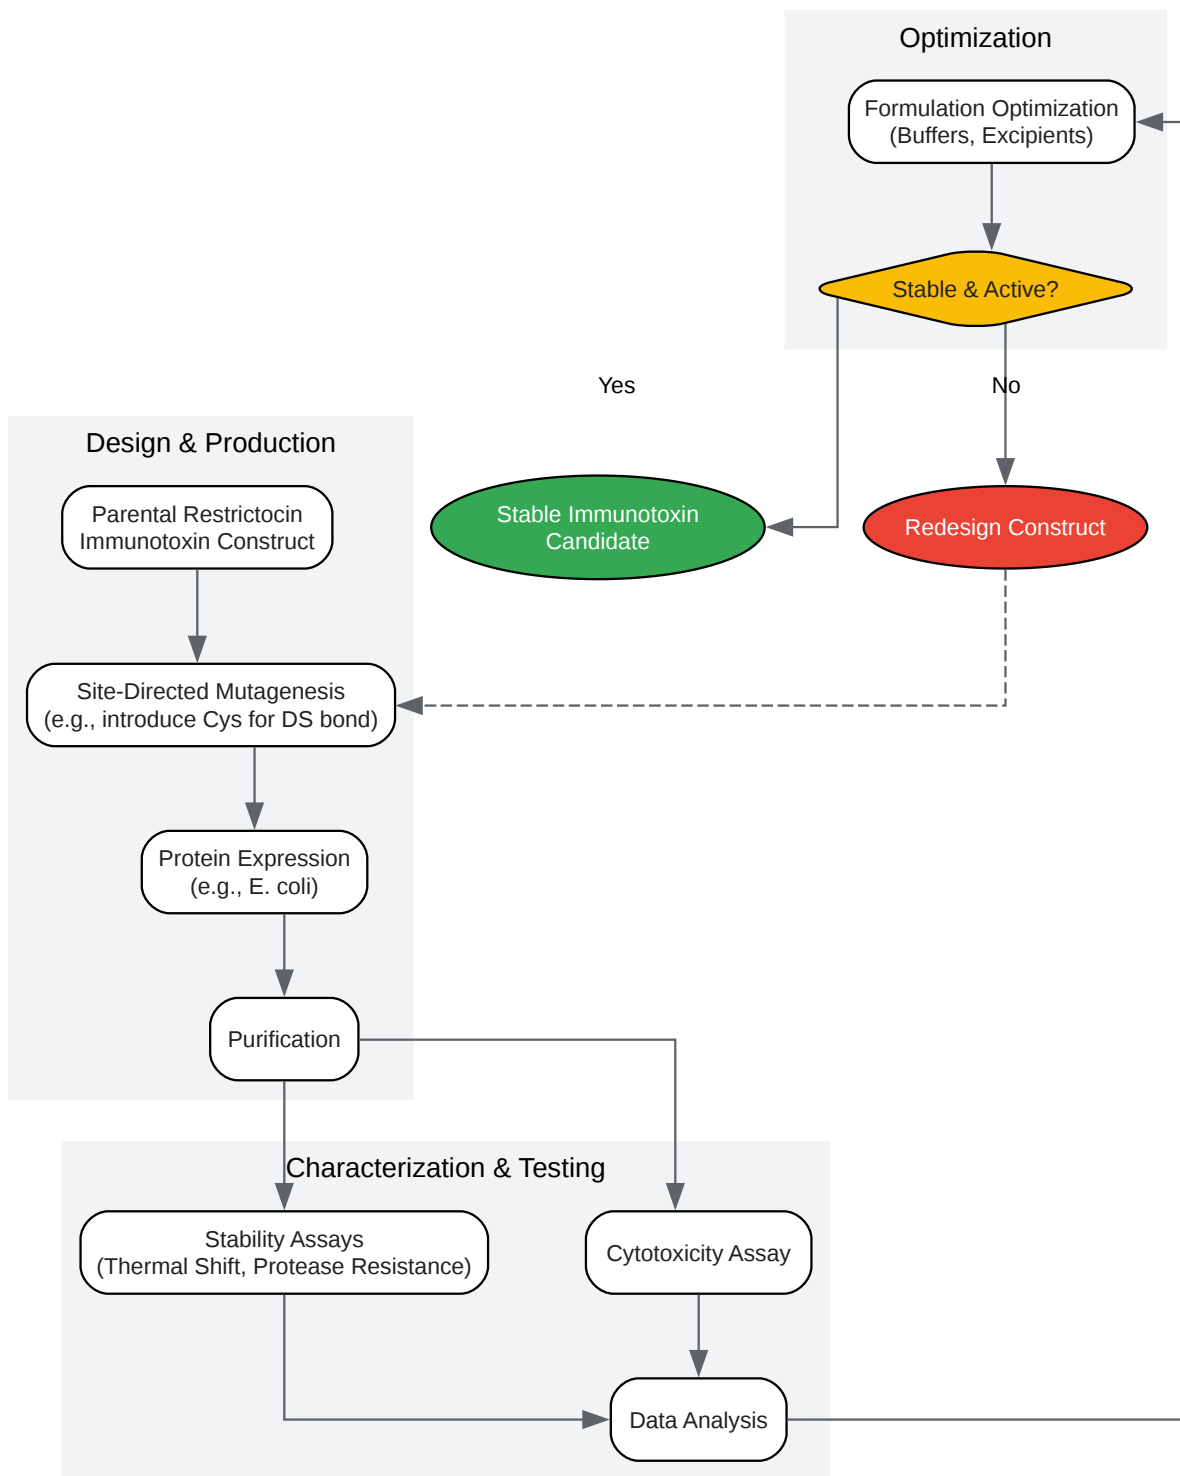 Optimization
Formulation Optimization
(Buffers, Excipients)
Stable & Active?
Yes
No
Design & Production
Parental Restrictocin
Immunotoxin Construct
Stable Immunotoxin
Candidate
Redesign Construct
Site-Directed Mutagenesis
(e.g., introduce Cys for DS bond)
Protein Expression
(e.g., E. coli)
Purification
Characterization & Testing
Stability Assays
(Thermal Shift, Protease Resistance)
Cytotoxicity Assay
Data Analysis